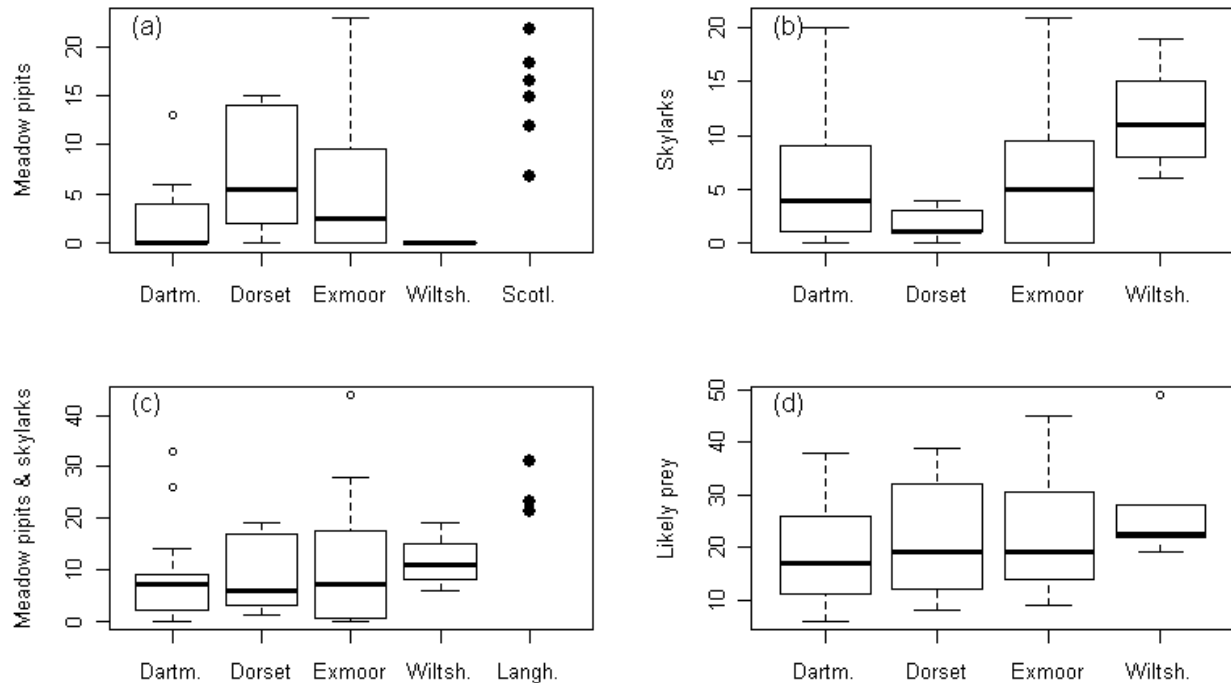 (a)
Meadow pipits
0 5 10 15 20
Dartm. Dorset Exmoor Wiltsh. Scotl.
(b)
Skylarks
0 5 10 15 20
Dartm. Dorset Exmoor Wiltsh.
(c)
Meadow pipits & skylarks
0 10 20 30 40
Dartm. Dorset Exmoor Wiltsh. Langh.
(d)
Likely prey
10 20 30 40 50
Dartm. Dorset Exmoor Wiltsh.